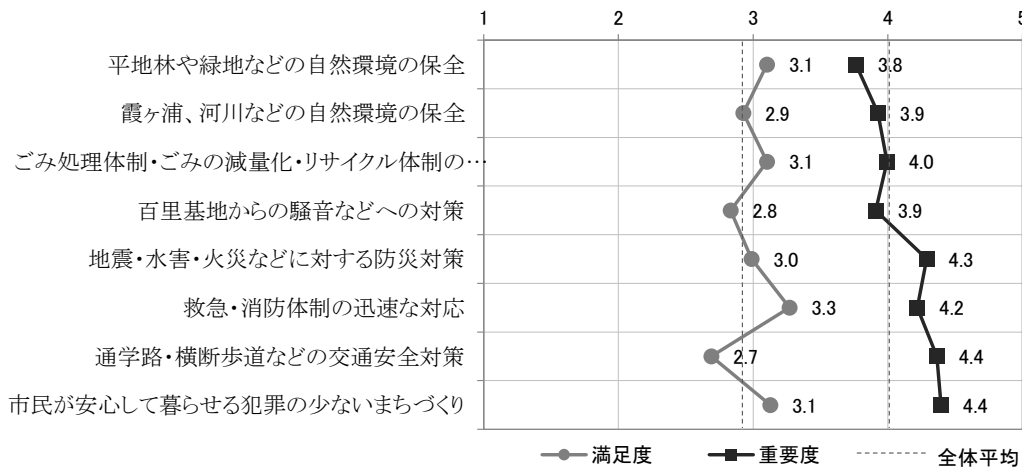 1 2 3 4 5
平地林や緑地などの自然環境の保全 3.1 3.8
霞ヶ浦、河川などの自然環境の保全 2.9 3.9
ごみ処理体制・ごみの減量化・リサイクル体制の… 3.1 4.0
百里基地からの騒音などへの対策 2.8 3.9
地震・水害・火災などに対する防災対策 3.0 4.3
救急・消防体制の迅速な対応 3.3 4.2
通学路・横断歩道などの交通安全対策 2.7 4.4
市民が安心して暮らせる犯罪の少ないまちづくり 3.1 4.4
満足度 重要度 全体平均